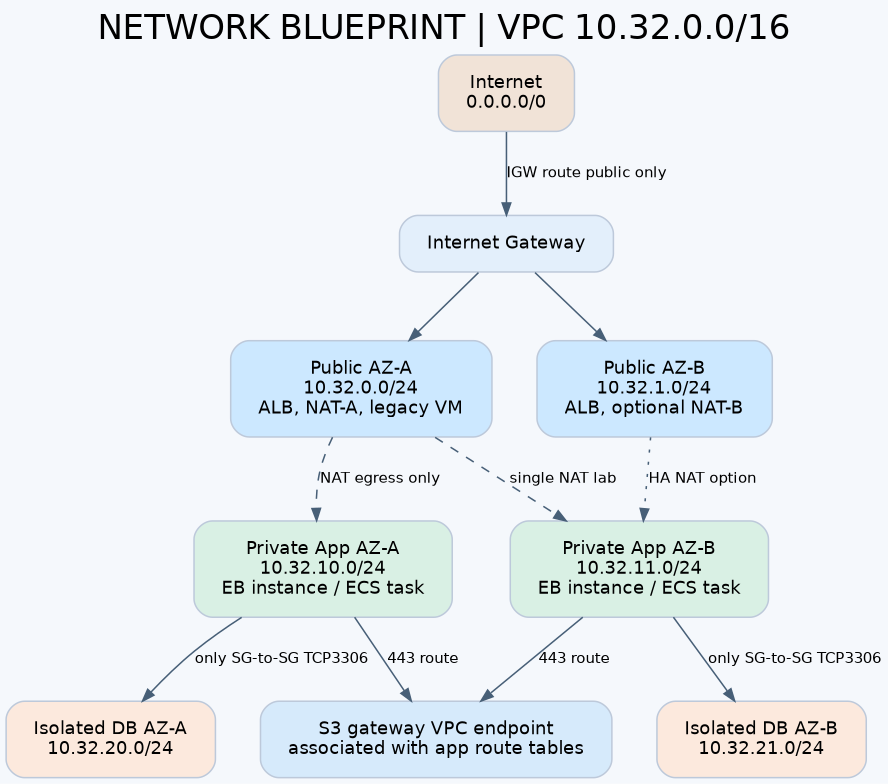 NETWORK BLUEPRINT | VPC 10.32.0.0/16
Internet
0.0.0.0/0
IGW route public only
Internet Gateway
Public AZ-A
10.32.0.0/24
ALB, NAT-A, legacy VM
Public AZ-B
10.32.1.0/24
ALB, optional NAT-B
NAT egress only
single NAT lab
HA NAT option
Private App AZ-A
10.32.10.0/24
EB instance / ECS task
Private App AZ-B
10.32.11.0/24
EB instance / ECS task
only SG-to-SG TCP3306
443 route
443 route
only SG-to-SG TCP3306
Isolated DB AZ-A
10.32.20.0/24
S3 gateway VPC endpoint
associated with app route tables
Isolated DB AZ-B
10.32.21.0/24